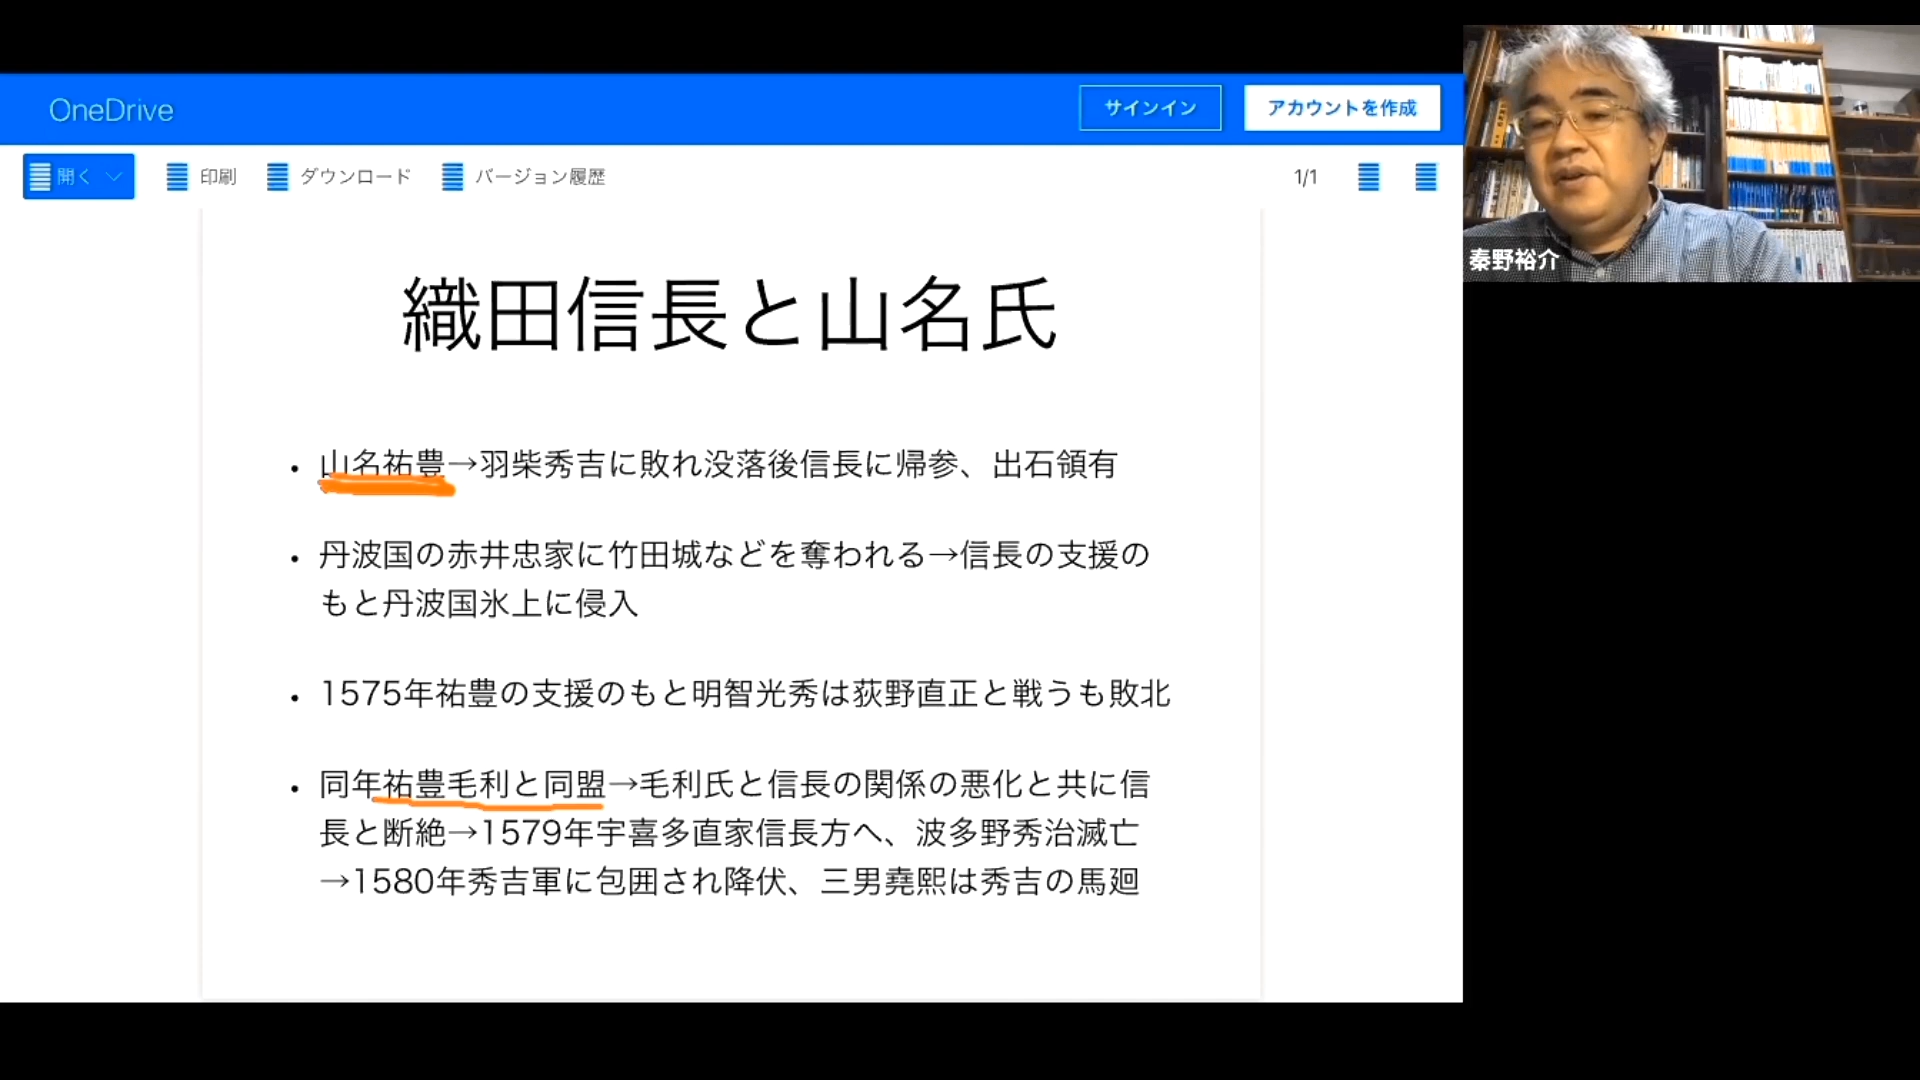 OneDrive
サインイン
アカウントを作成
開く
印刷
ダウンロード
バージョン履歴
1/1
秦野裕介
織田信長と山名氏
• 山名祐豊→羽柴秀吉に敗れ没落後信長に帰参、出石領有
• 丹波国の赤井忠家に竹田城などを奪われる→信長の支援の
もと丹波国氷上に侵入
• 1575年祐豊の支援のもと明智光秀は荻野直正と戦うも敗北
• 同年祐豊毛利と同盟→毛利氏と信長の関係の悪化と共に信
長と断絶→1579年宇喜多直家信長方へ、波多野秀治滅亡
→1580年秀吉軍に包囲され降伏、三男堯熙は秀吉の馬廻